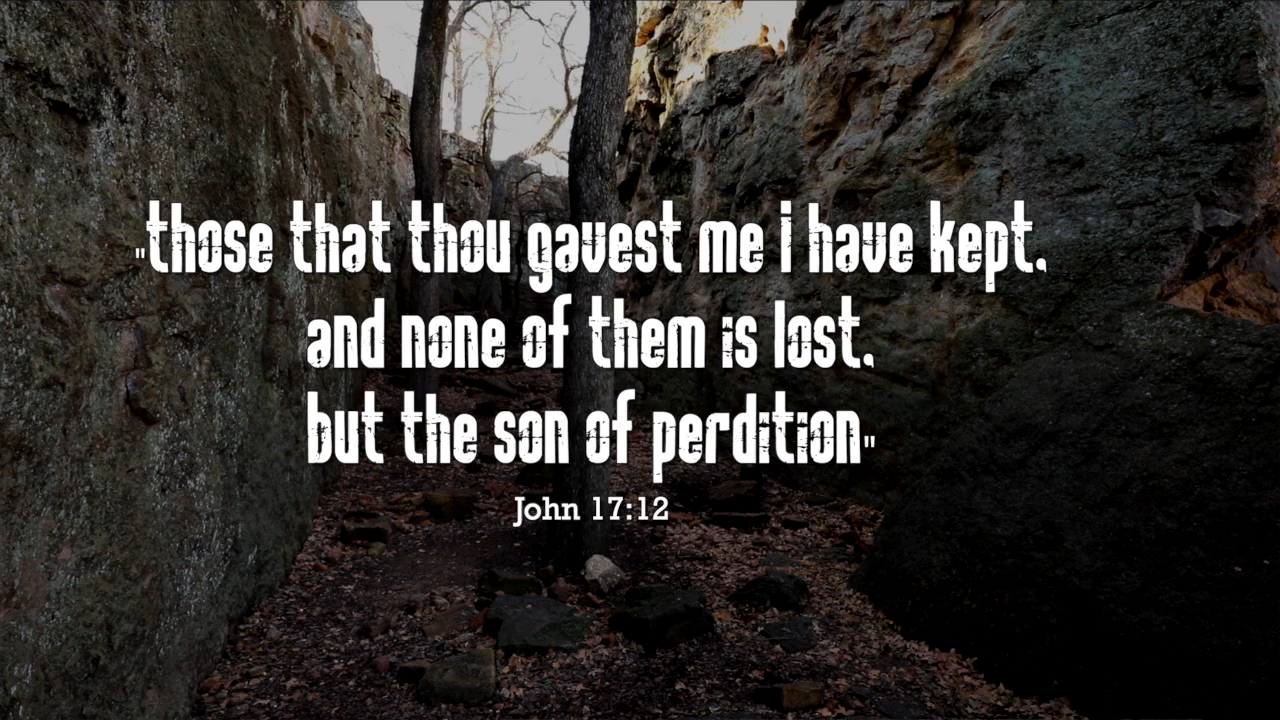 "those that thou gavest me i have kept,
and none of them is lost,
but the son of perdition"
John 17:12